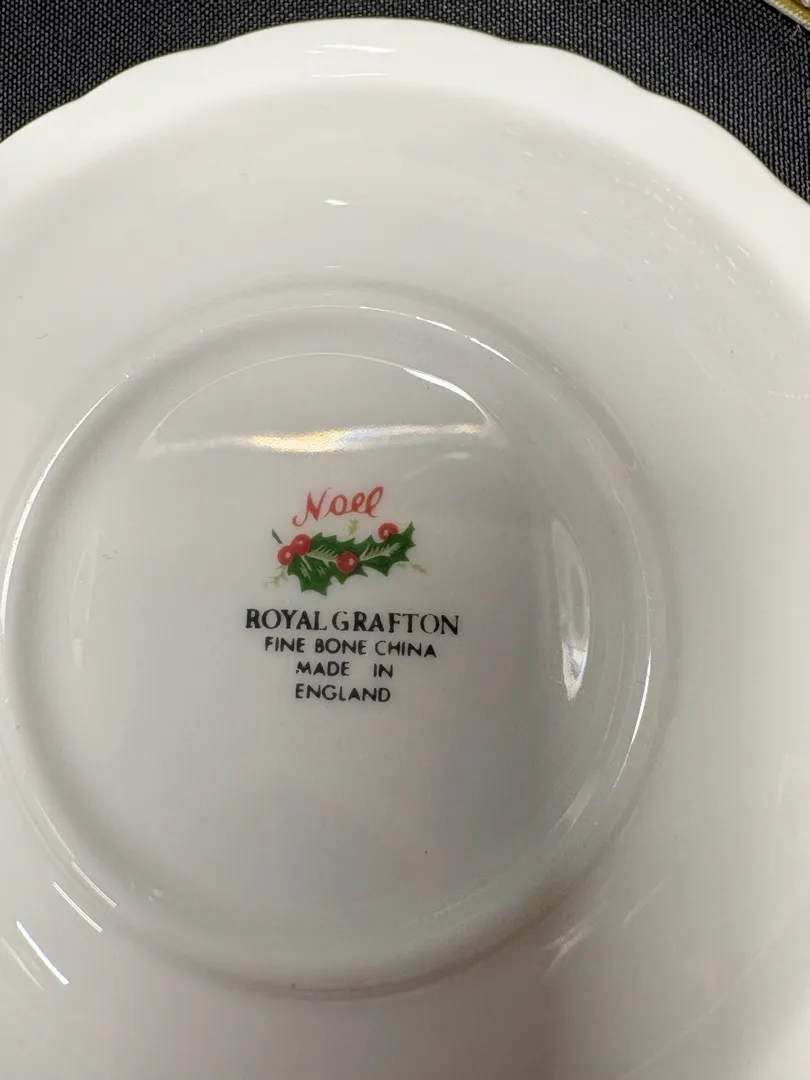 Noel
ROYAL GRAFTON
FINE BONE CHINA
MADE IN
ENGLAND